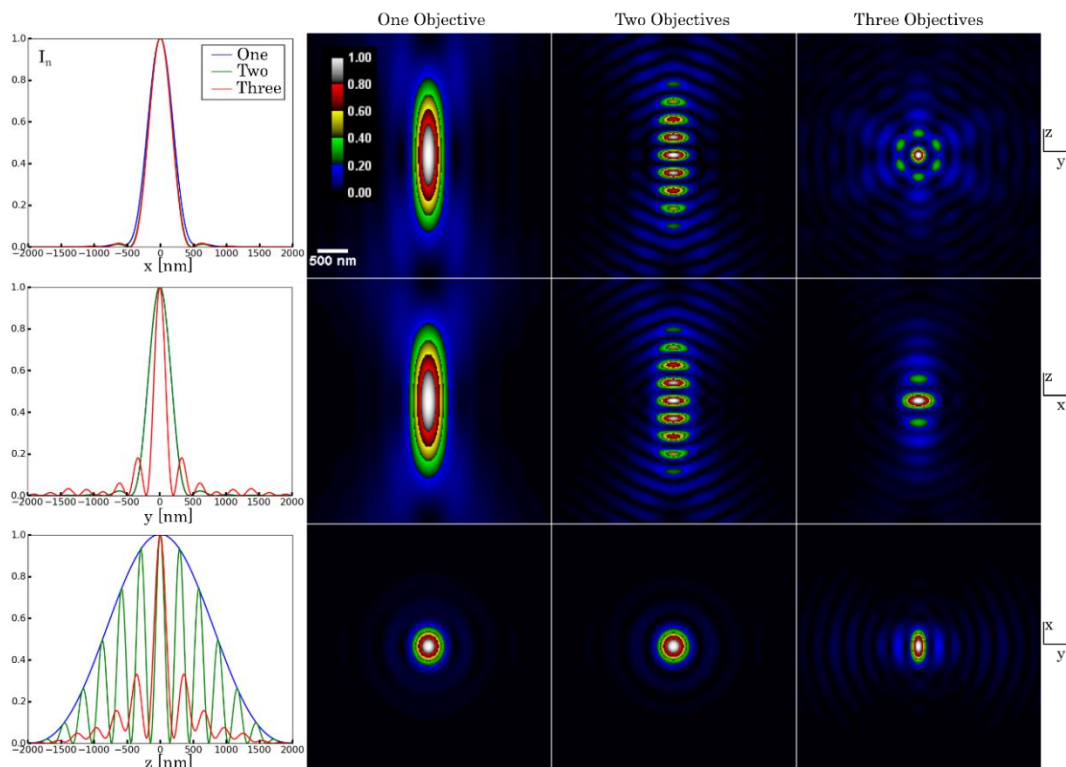 One Objective
Two Objectives
Three Objectives
1.0
I_n
One
Two
Three
0.8
0.6
0.4
0.2
0.0
−2000 −1500 −1000 −500 0 500 1000 1500 2000
x [nm]
1.00
0.80
0.60
0.40
0.20
0.00
500 nm
z
y
1.0
0.8
0.6
0.4
0.2
0.0
−2000 −1500 −1000 −500 0 500 1000 1500 2000
y [nm]
z
x
1.0
0.8
0.6
0.4
0.2
0.0
−2000 −1500 −1000 −500 0 500 1000 1500 2000
z [nm]
x
y